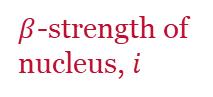 β-strength of
nucleus, i